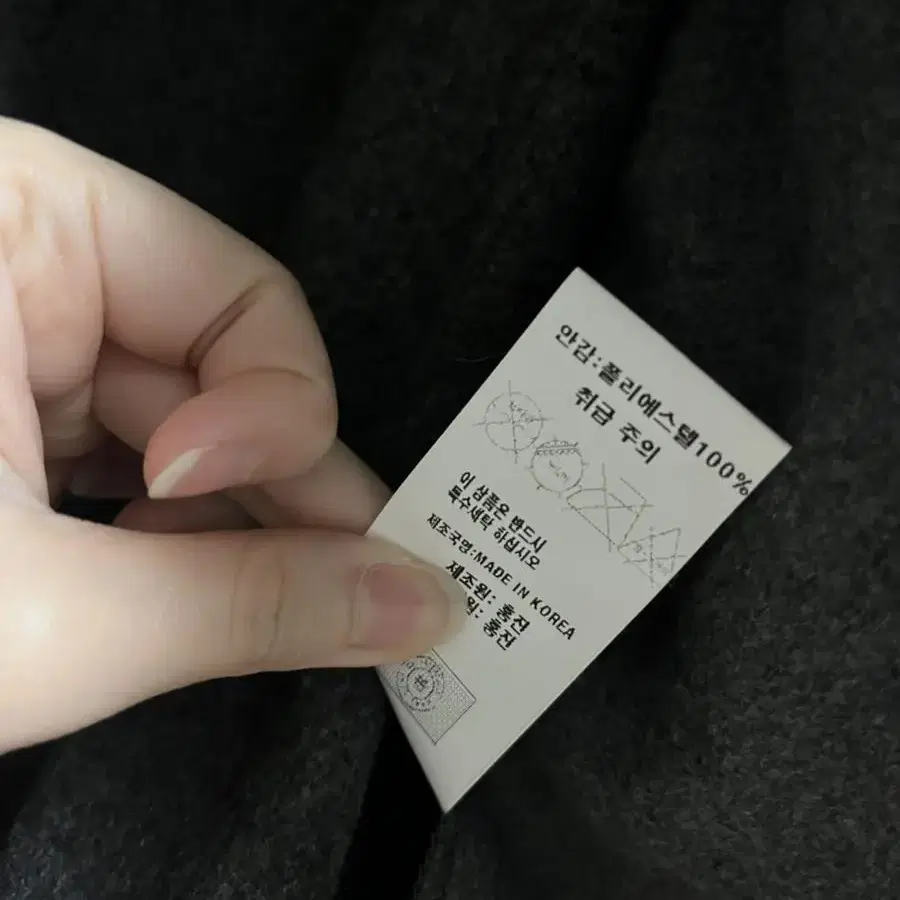 안감:폴리에스텔100%
취급 주의
이 상품은 반드시
특수세탁 하십시오
제조국명:MADE IN KOREA
제조원: 홍진
원: 홍진